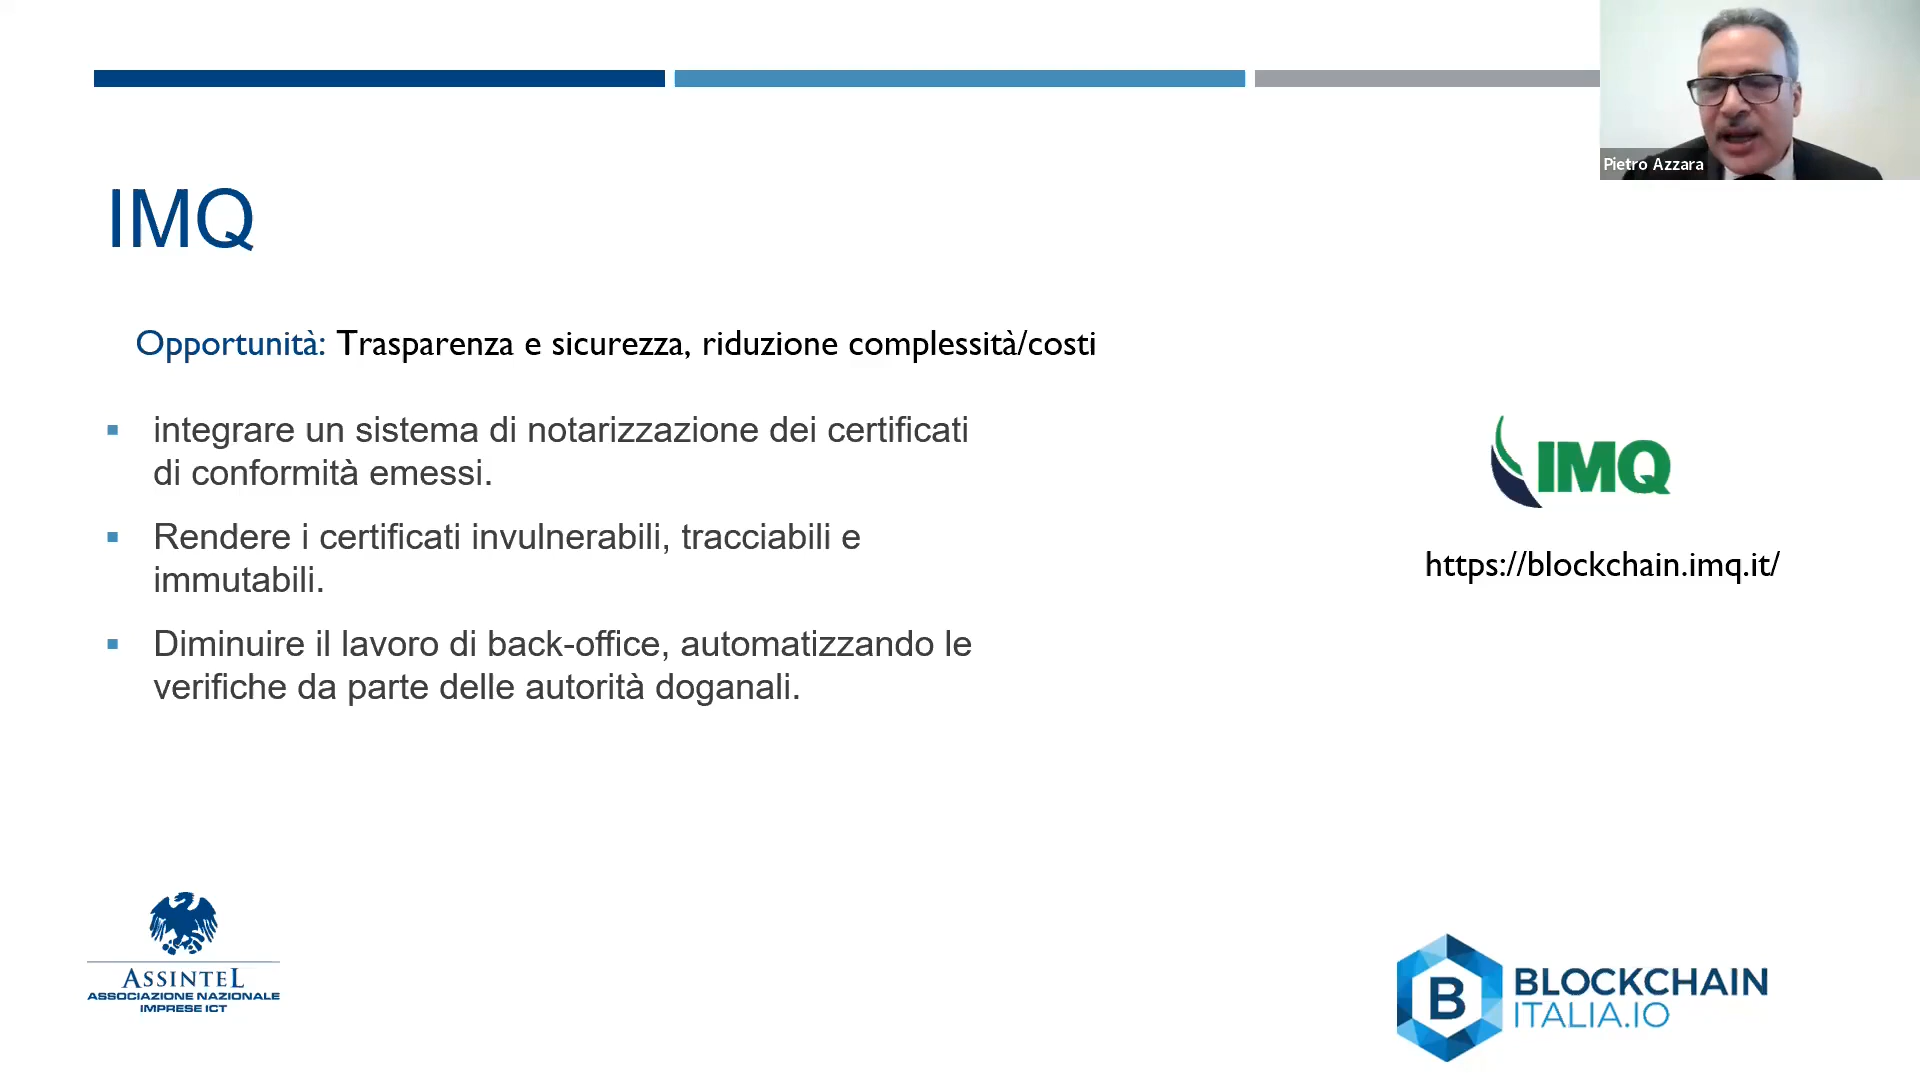 Pietro Azzara
IMQ
Opportunità: Trasparenza e sicurezza, riduzione complessità/costi
integrare un sistema di notarizzazione dei certificati
di conformità emessi.
Rendere i certificati invulnerabili, tracciabili e
immutabili.
Diminuire il lavoro di back-office, automatizzando le
verifiche da parte delle autorità doganali.
IMQ
https://blockchain.imq.it/
ASSINTEL
ASSOCIAZIONE NAZIONALE
IMPRESE ICT
B
BLOCKCHAIN
ITALIA.IO